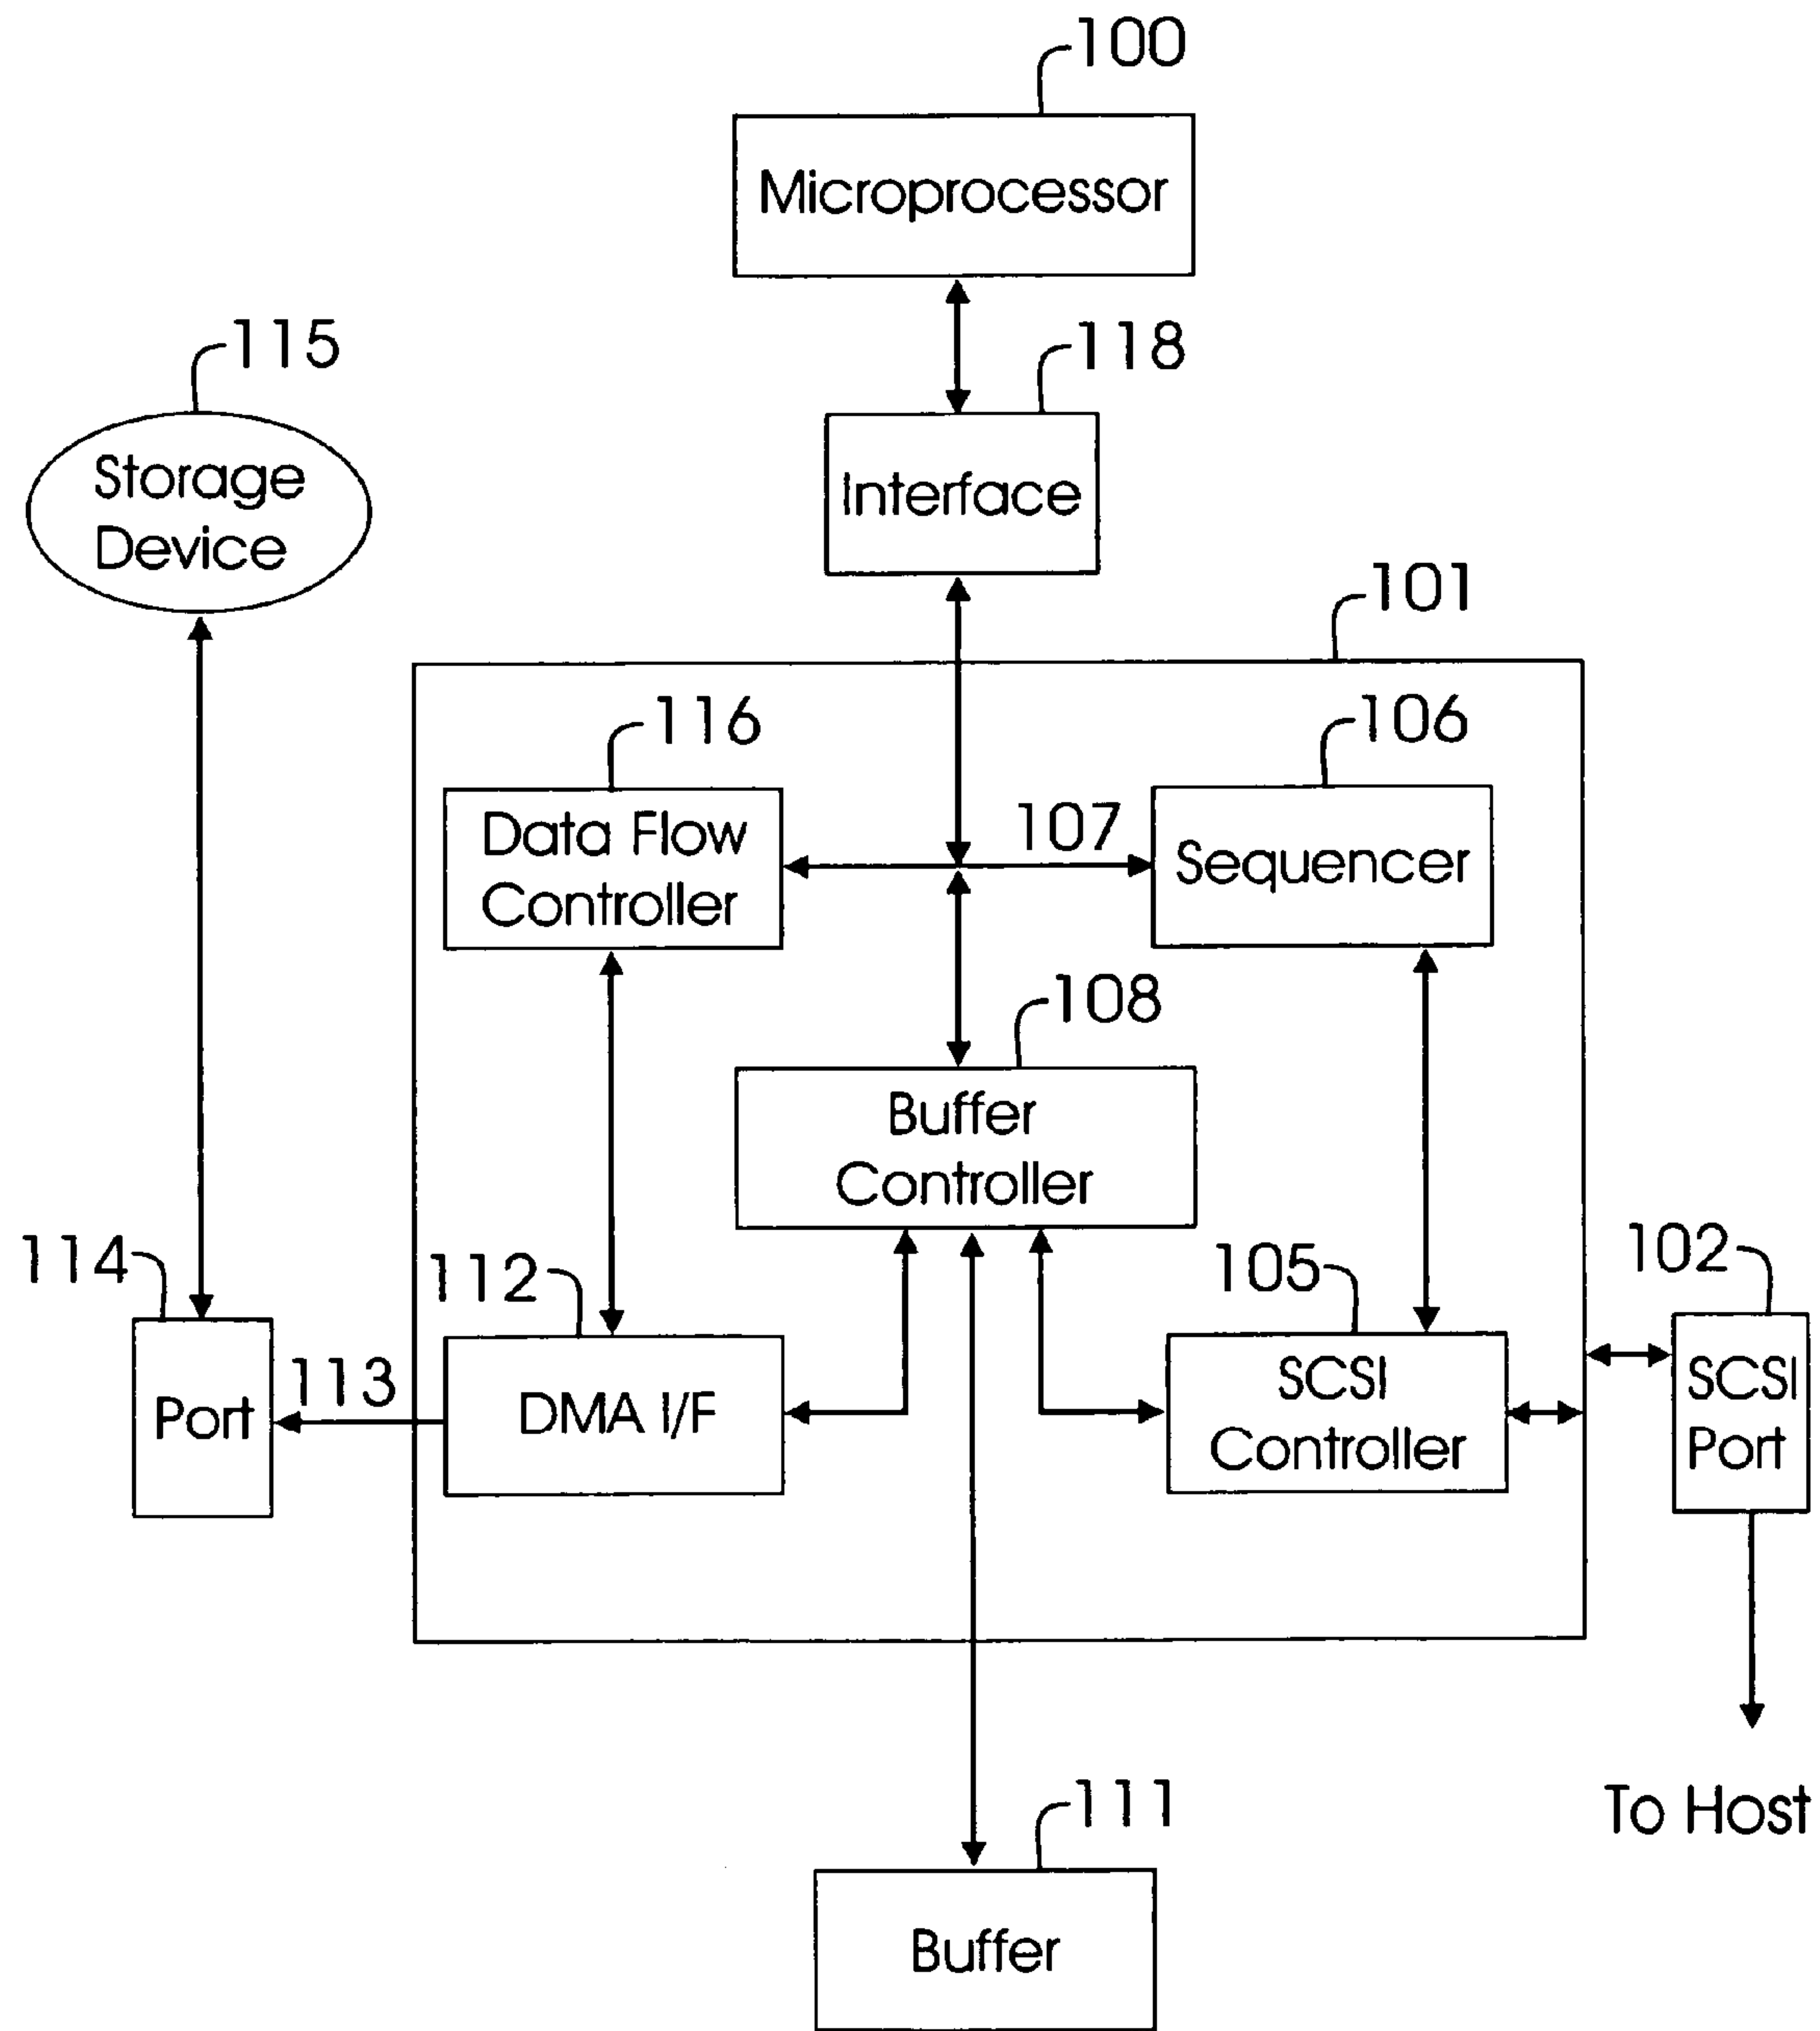 100
Microprocessor
115
118
Storage
Device
Interface
101
116
106
Data Flow
Controller
107
Sequencer
108
Buffer
Controller
114
112
105
102
Port
113
DMA I/F
SCSI
Controller
SCSI
Port
To Host
111
Buffer